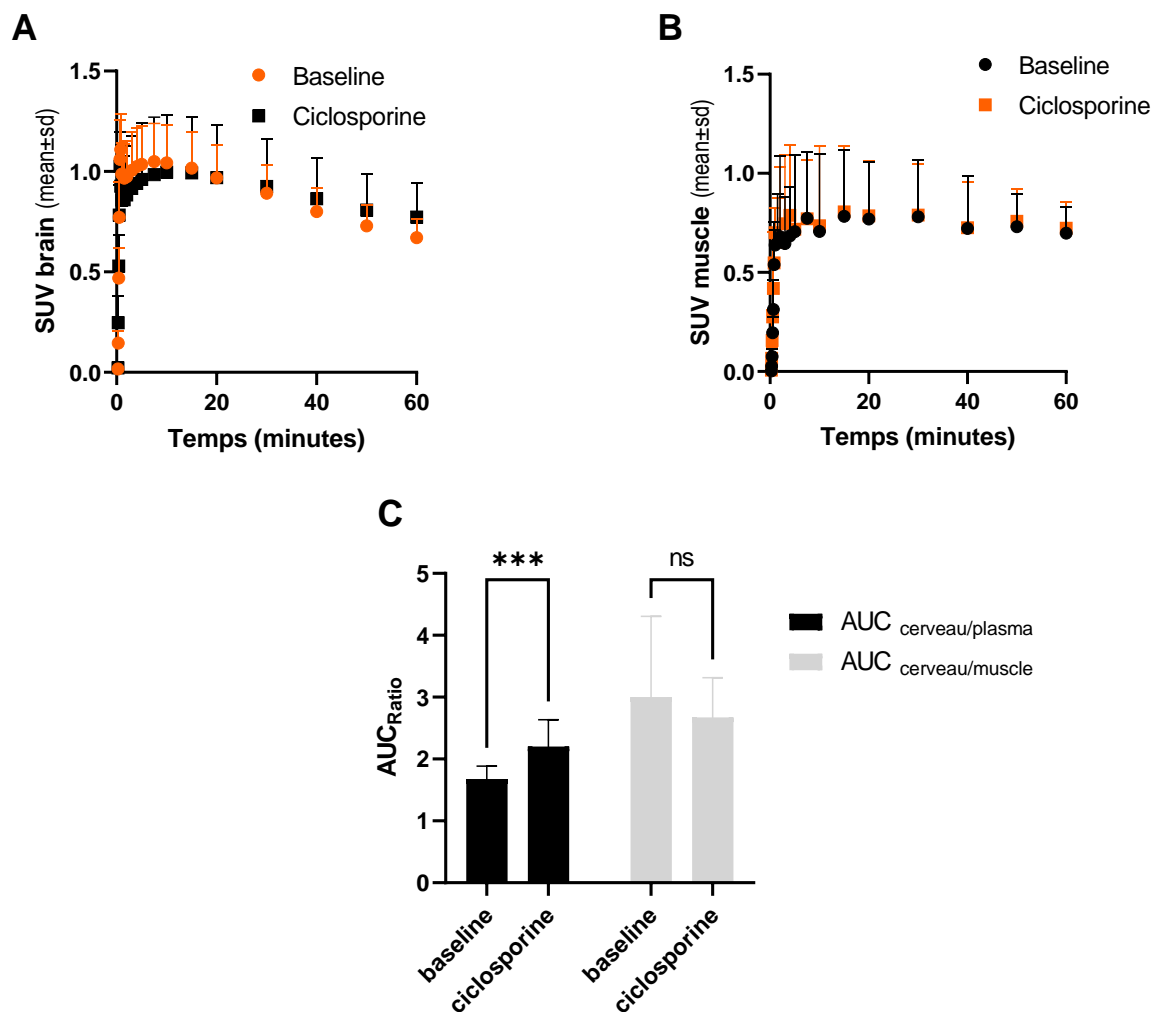 A
SUV brain (mean±sd)
1.5
1.0
0.5
0.0
0
20
40
60
Temps (minutes)
Baseline
Ciclosporine
B
SUV muscle (mean±sd)
1.5
1.0
0.5
0.0
0
20
40
60
Temps (minutes)
Baseline
Ciclosporine
C
AUCRatio
5
4
3
2
1
0
***
ns
baseline
ciclosporine
baseline
ciclosporine
AUC cerveau/plasma
AUC cerveau/muscle